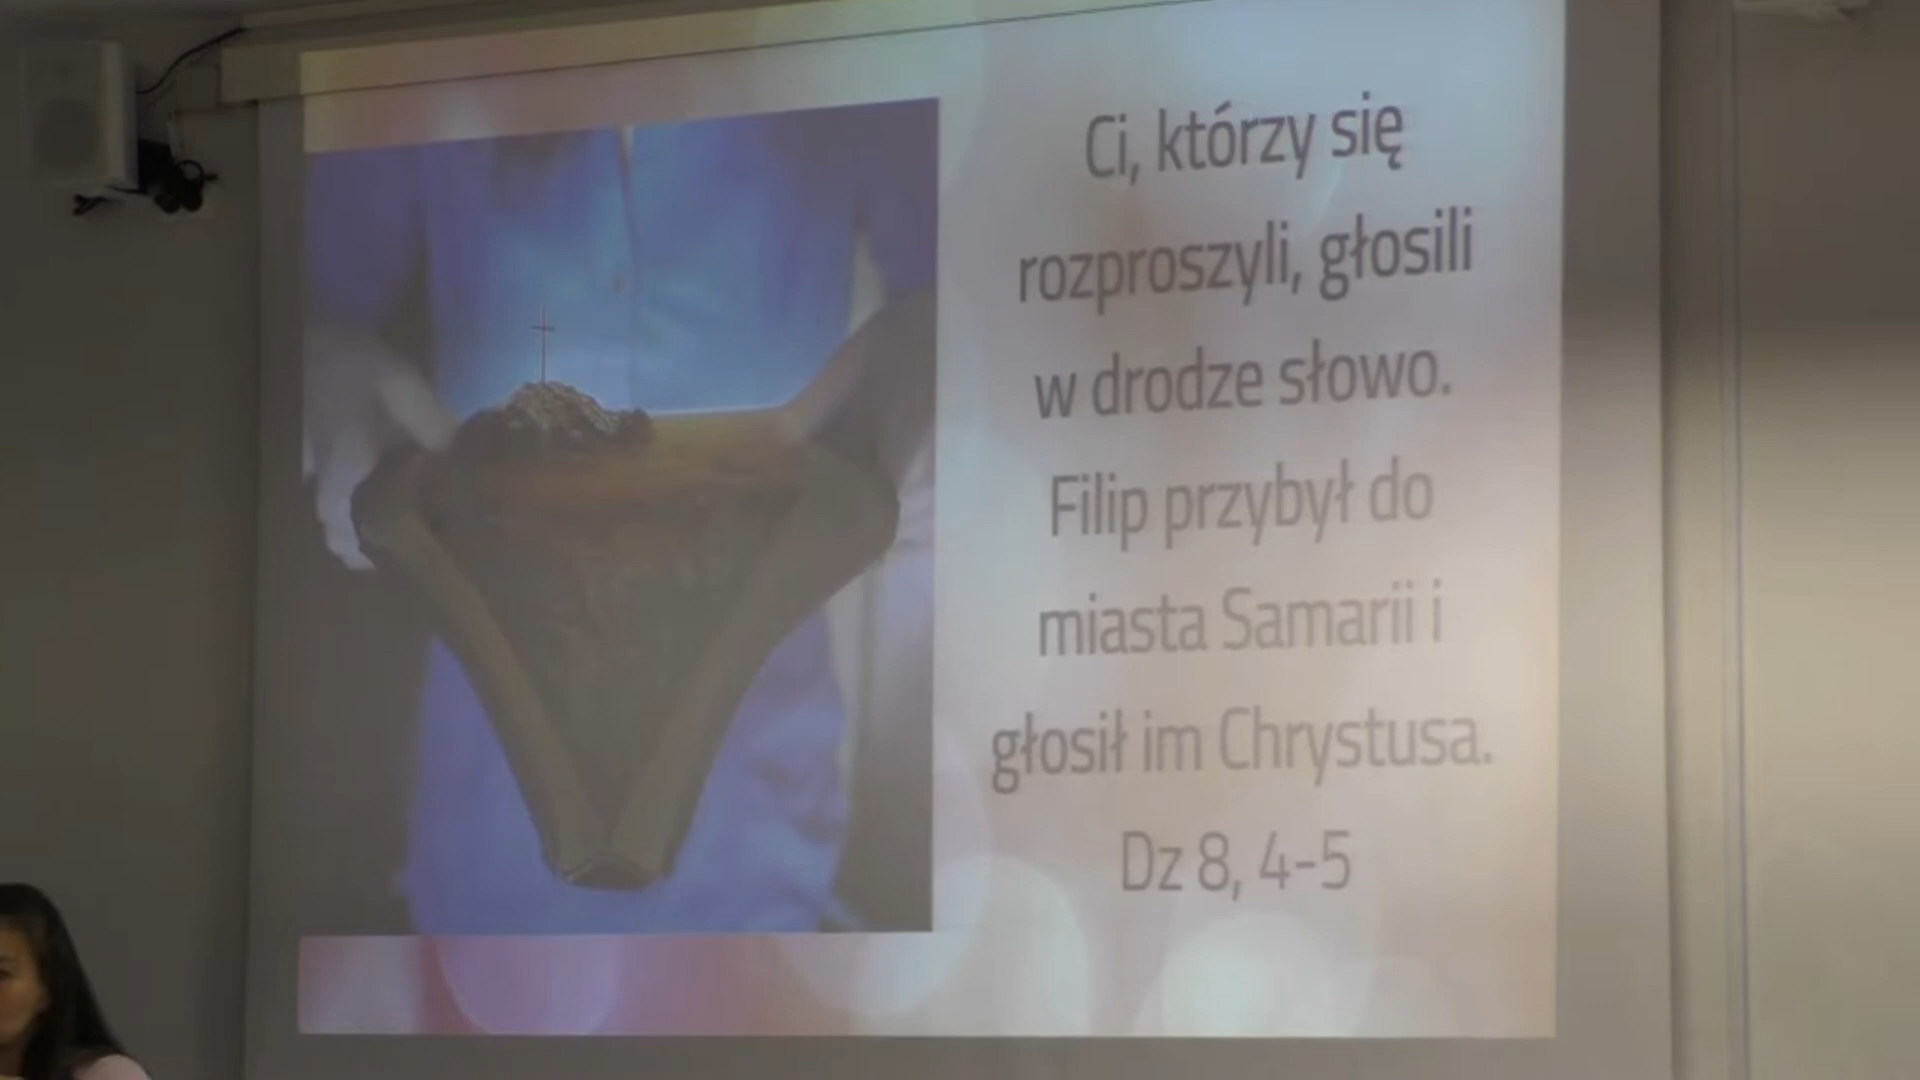 Ci, którzy się
rozproszyli, głosili
w drodze słowo.
Filip przybył do
miasta Samarii i
głosił im Chrystusa.
Dz 8, 4-5